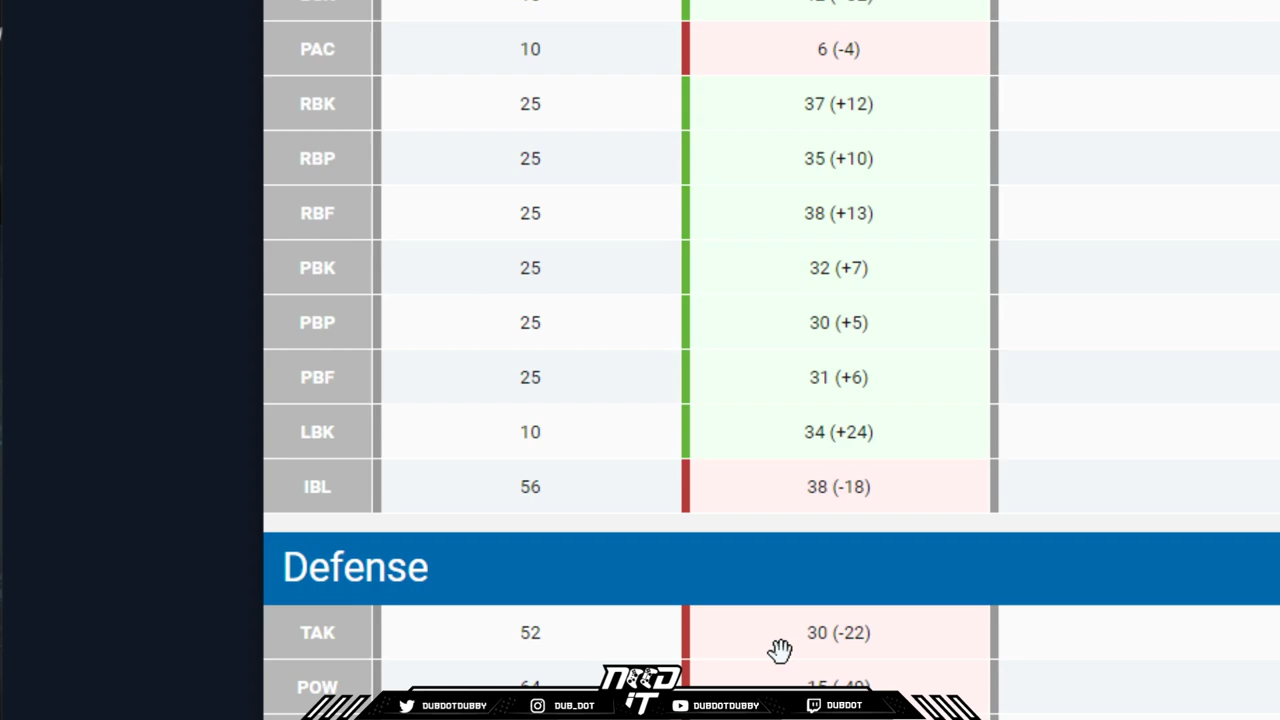 PAC 10 6 (-4)
RBK 25 37 (+12)
RBP 25 35 (+10)
RBF 25 38 (+13)
PBK 25 32 (+7)
PBP 25 30 (+5)
PBF 25 31 (+6)
LBK 10 34 (+24)
IBL 56 38 (-18)
Defense
TAK 52 30 (-22)
POW
NEED
iT
DUBDOTDUBBY DUB_DOT DUBDOTDUBBY DUBDOT